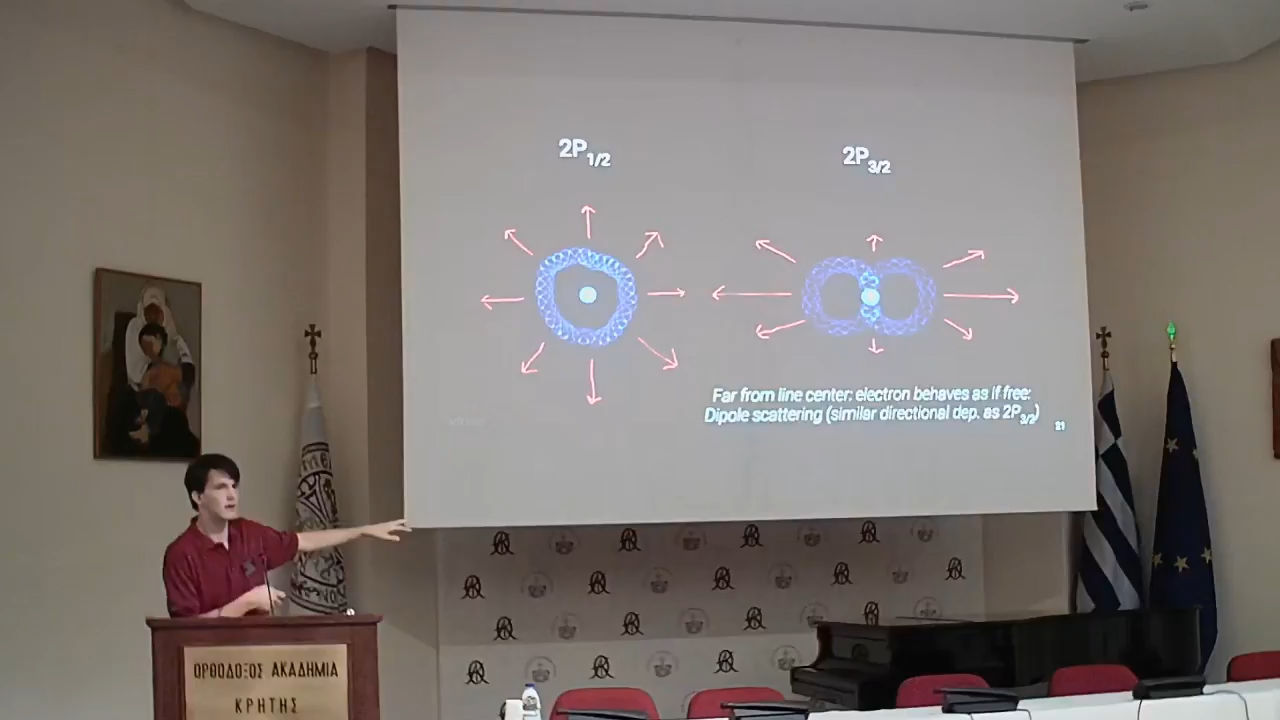 2P1/2
2P3/2
Far from line center: electron behaves as if free:
Dipole scattering (similar directional dep. as 2P3/2)
21
ΟΡΘΟΔΟΞΟΣ ΑΚΑΔΗΜΙΑ
ΚΡΗΤΗΣ